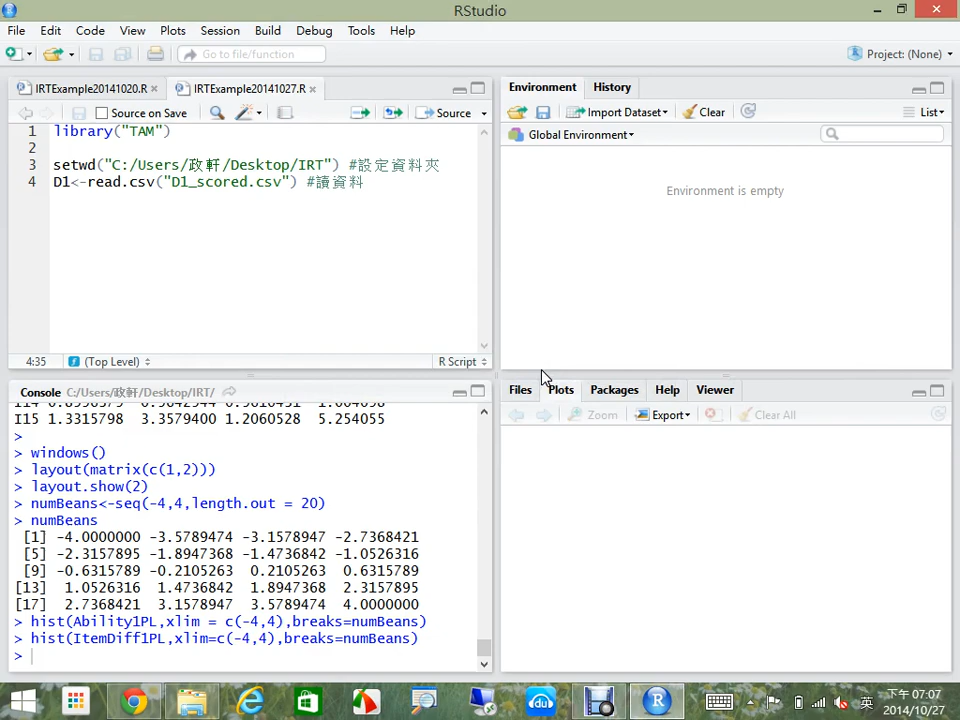 RStudio
File Edit Code View Plots Session Build Debug Tools Help
Go to file/function Project: (None)
IRTExample20141020.R IRTExample20141027.R
Source on Save Source
1 library("TAM")
2
3 setwd("C:/Users/政軒/Desktop/IRT") #設定資料夾
4 D1<-read.csv("D1_scored.csv") #讀資料
4:35 (Top Level) R Script
Environment History
Import Dataset Clear List
Global Environment
Environment is empty
Console C:/Users/政軒/Desktop/IRT/
I15 1.3315798 3.3579400 1.2060528 5.254055
>
> windows()
> layout(matrix(c(1,2)))
> layout.show(2)
> numBeans<-seq(-4,4,length.out = 20)
> numBeans
[1] -4.0000000 -3.5789474 -3.1578947 -2.7368421
[5] -2.3157895 -1.8947368 -1.4736842 -1.0526316
[9] -0.6315789 -0.2105263 0.2105263 0.6315789
[13] 1.0526316 1.4736842 1.8947368 2.3157895
[17] 2.7368421 3.1578947 3.5789474 4.0000000
> hist(Ability1PL,xlim = c(-4,4),breaks=numBeans)
> hist(ItemDiff1PL,xlim=c(-4,4),breaks=numBeans)
>
Files Plots Packages Help Viewer
Zoom Export Clear All
英
下午 07:07
2014/10/27